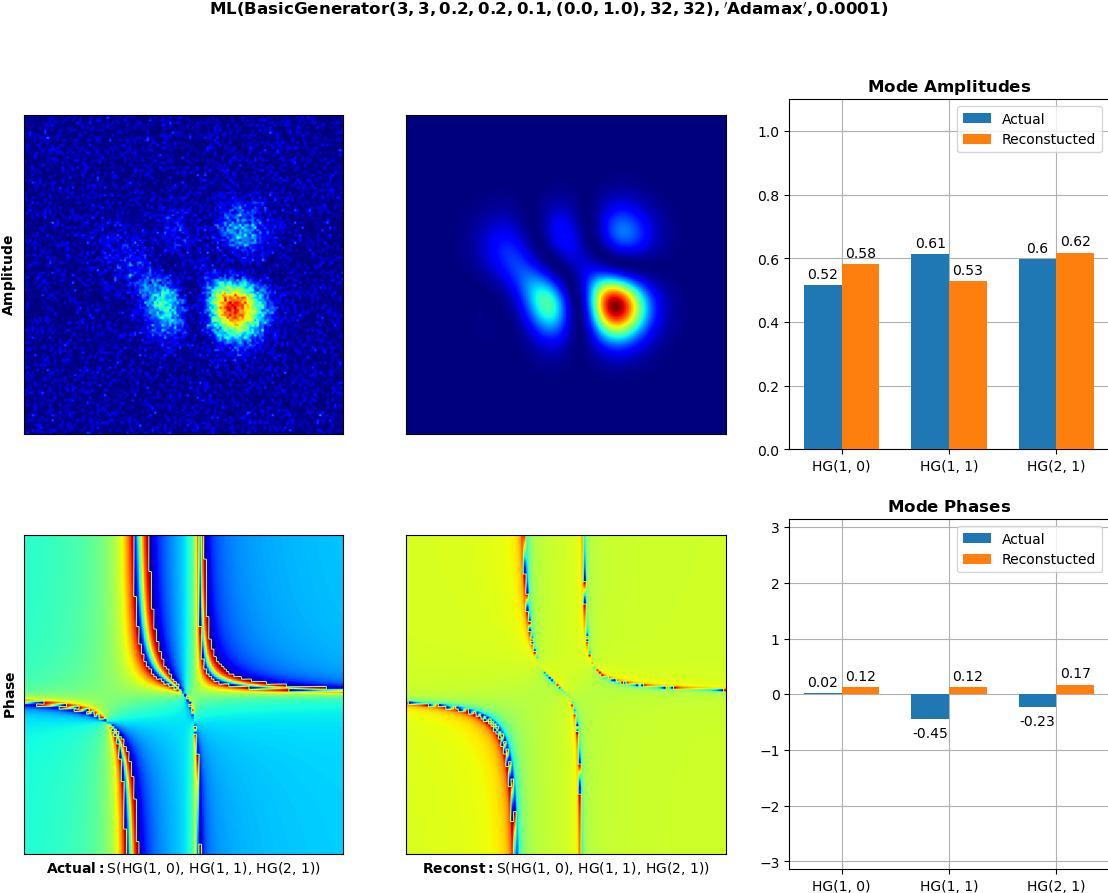 ML(BasicGenerator(3, 3, 0.2, 0.2, 0.1, (0.0, 1.0), 32, 32), 'Adamax', 0.0001)
Mode Amplitudes
Amplitude
1.0
0.8
0.6
0.4
0.2
0.0
Actual
Reconstucted
0.52
0.58
0.61
0.53
0.6
0.62
HG(1, 0)
HG(1, 1)
HG(2, 1)
Mode Phases
Phase
3
2
1
0
−1
−2
−3
Actual
Reconstucted
0.02
0.12
-0.45
0.12
-0.23
0.17
HG(1, 0)
HG(1, 1)
HG(2, 1)
Actual: S(HG(1, 0), HG(1, 1), HG(2, 1))
Reconst: S(HG(1, 0), HG(1, 1), HG(2, 1))